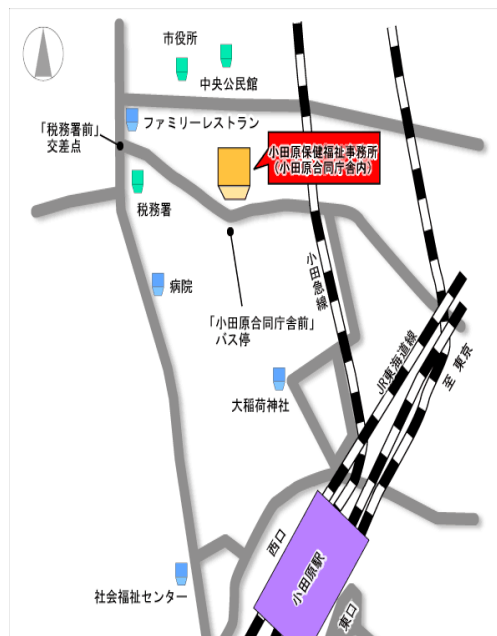 市役所
中央公民館
ファミリーレストラン
「税務署前」
交差点
小田原保健福祉事務所
(小田原合同庁舎内)
税務署
小田急線
病院
「小田原合同庁舎前」
バス停
JR東海道線
至 東京
大稲荷神社
西口
小田原駅
社会福祉センター
東口